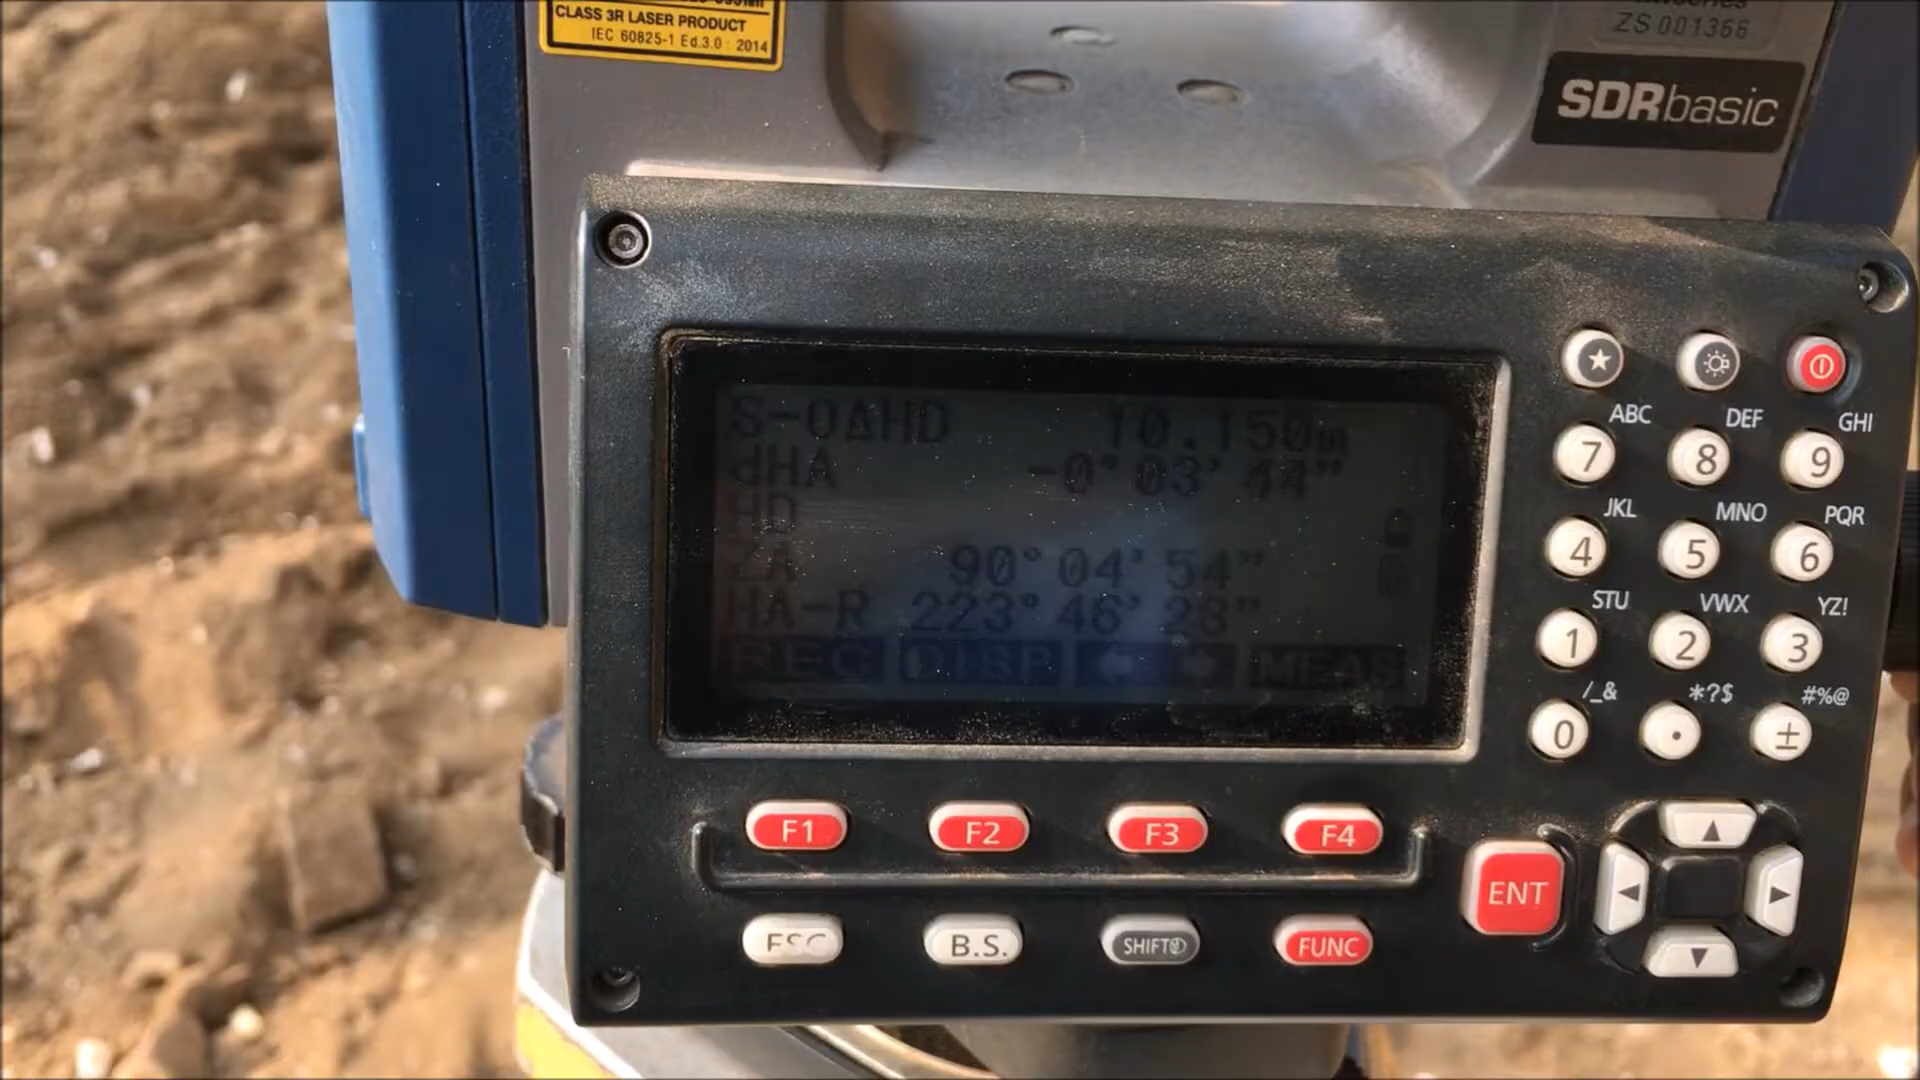 CLASS 3R LASER PRODUCT
IEC 60825-1 Ed.3.0 : 2014
ZS 001366
SDRbasic
S-OΔHD 10.150m
dHA -0°03'44"
HD
ZA 90°04'54"
HA-R 223°46'
REC DISP ← → MEAS
ABC DEF GHI
7 8 9
JKL MNO PQR
4 5 6
STU VWX YZ!
1 2 3
/_& *?$ #%@
0 . ±
F1 F2 F3 F4
ENT
ESC B.S. SHIFT FUNC